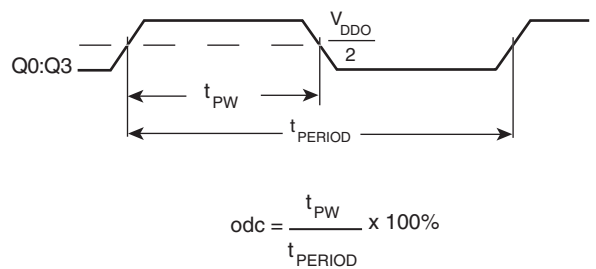 V_DDO
2
Q0:Q3
t_PW
t_PERIOD
t_PW
odc = x 100%
t_PERIOD